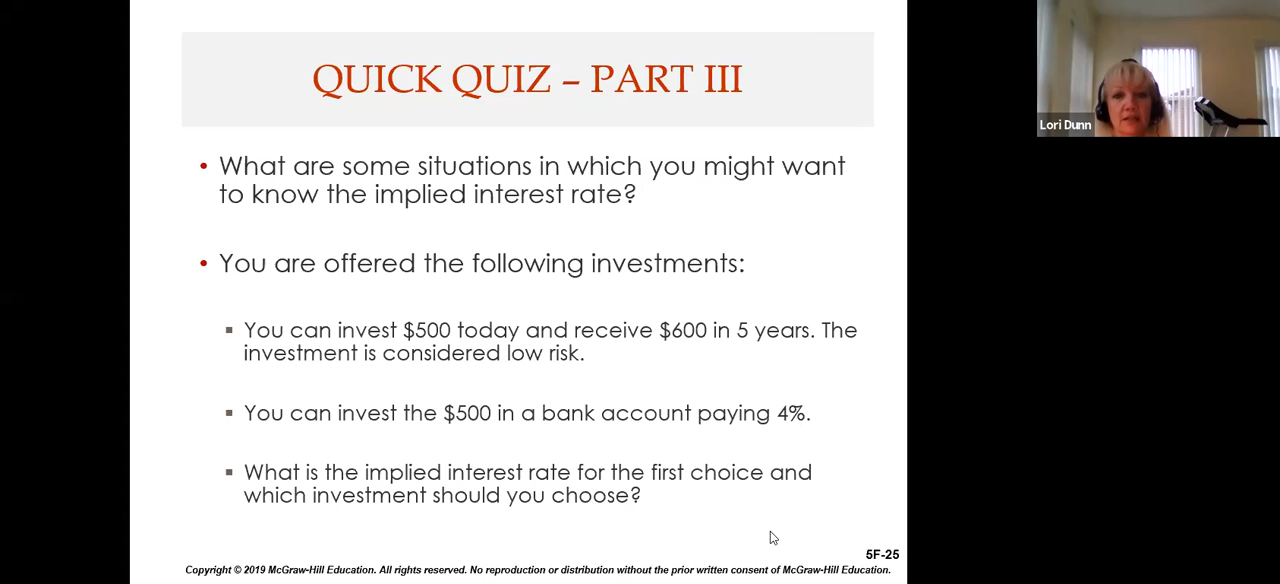 QUICK QUIZ – PART III
Lori Dunn
• What are some situations in which you might want
to know the implied interest rate?
• You are offered the following investments:
▪ You can invest $500 today and receive $600 in 5 years. The
investment is considered low risk.
▪ You can invest the $500 in a bank account paying 4%.
▪ What is the implied interest rate for the first choice and
which investment should you choose?
5F-25
Copyright © 2019 McGraw-Hill Education. All rights reserved. No reproduction or distribution without the prior written consent of McGraw-Hill Education.